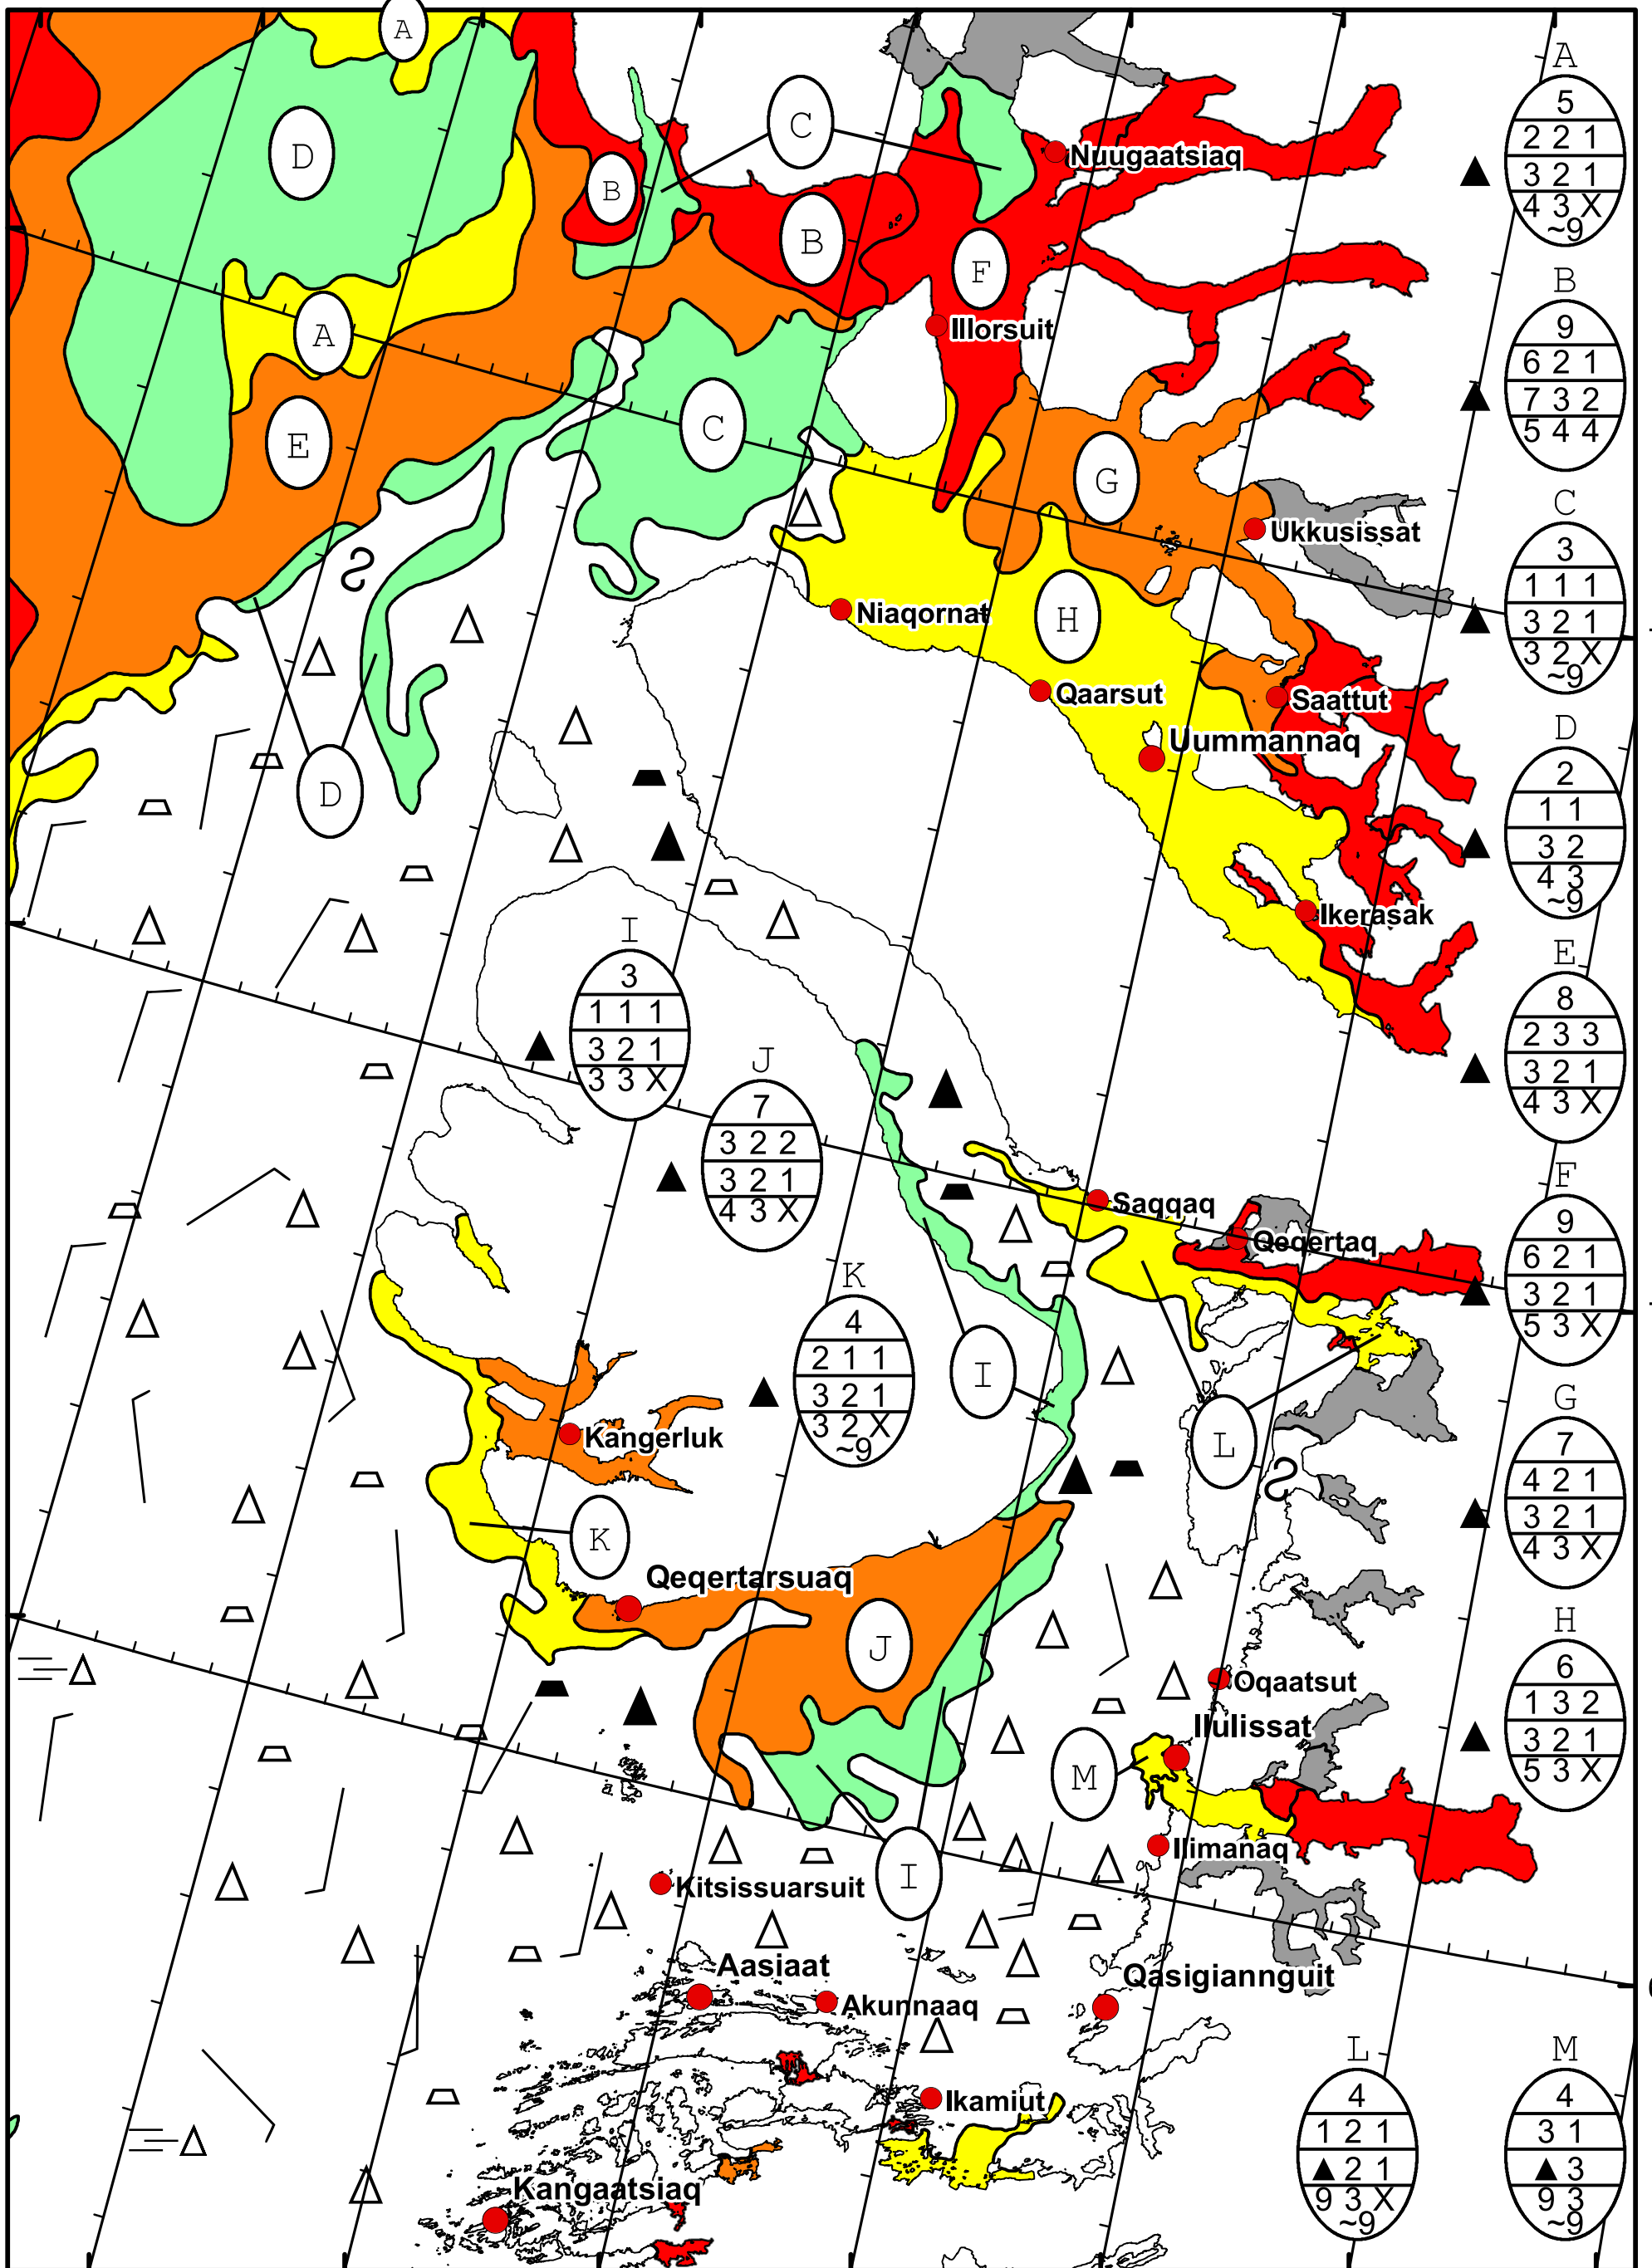 A
A
5
2 2 1
3 2 1
4 3 X
~9
C
D
Nuugaatsiaq
B
B
F
B
9
6 2 1
7 3 2
5 4 4
A
Illorsuit
C
E
G
C
3
1 1 1
3 2 1
3 2 X
~9
Ukkusissat
Niaqornat
H
Qaarsut
Saattut
Uummannaq
D
2
1 1
3 2
4 3
~9
D
Ikerasak
I
3
1 1 1
3 2 1
3 3 X
E
8
2 3 3
3 2 1
4 3 X
J
7
3 2 2
3 2 1
4 3 X
Saqqaq
Qeqertaq
F
9
6 2 1
3 2 1
5 3 X
K
4
2 1 1
3 2 1
3 2 X
~9
I
Kangerluk
L
G
7
4 2 1
3 2 1
4 3 X
K
Qeqertarsuaq
J
Oqaatsut
Ilulissat
H
6
1 3 2
3 2 1
5 3 X
M
Ilimanaq
I
Kitsissuarsuit
Aasiaat
Akunnaaq
Qasigiannguit
Ikamiut
Kangaatsiaq
L
4
1 2 1
▲ 2 1
9 3 X
~9
M
4
3 1
▲ 3
9 3
~9